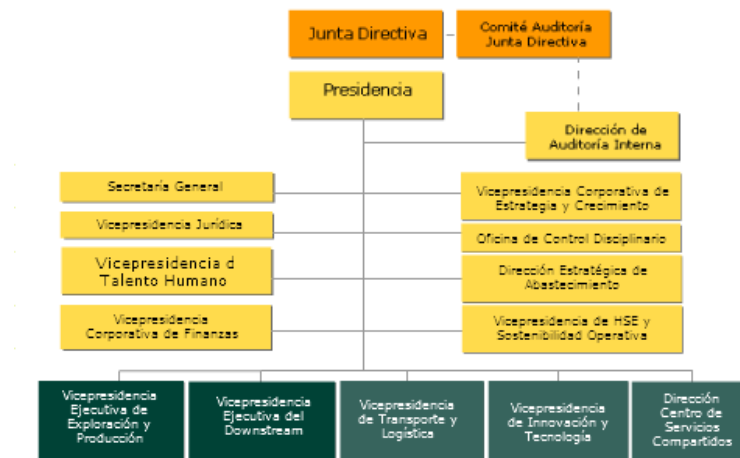 Junta Directiva
Comité Auditoría
Junta Directiva
Presidencia
Dirección de
Auditoría Interna
Secretaría General
Vicepresidencia Corporativa de
Estrategia y Crecimiento
Vicepresidencia Jurídica
Oficina de Control Disciplinario
Vicepresidencia d
Talento Humano
Dirección Estratégica de
Abastecimiento
Vicepresidencia
Corporativa de Finanzas
Vicepresidencia de HSE y
Sostenibilidad Operativa
Vicepresidencia
Ejecutiva de
Exploración y
Producción
Vicepresidencia
Ejecutiva del
Downstream
Vicepresidencia
de Transporte y
Logística
Vicepresidencia
de Innovación y
Tecnología
Dirección
Centro de
Servicios
Compartidos